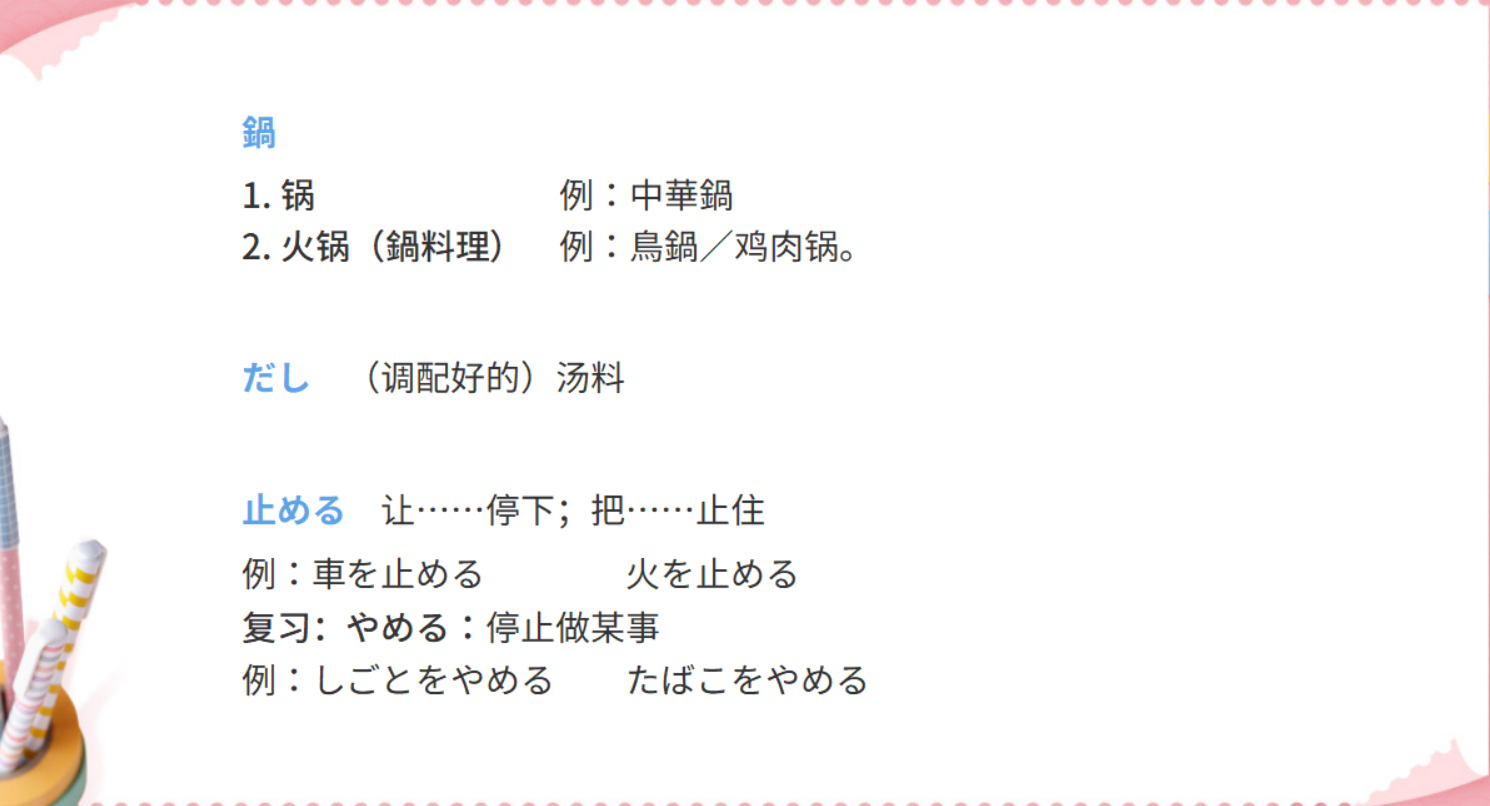 鍋
1. 锅 例：中華鍋
2. 火锅（鍋料理） 例：鳥鍋／鸡肉锅。
だし （调配好的）汤料
止める 让……停下；把……止住
例：車を止める 火を止める
复习：やめる：停止做某事
例：しごとをやめる たばこをやめる